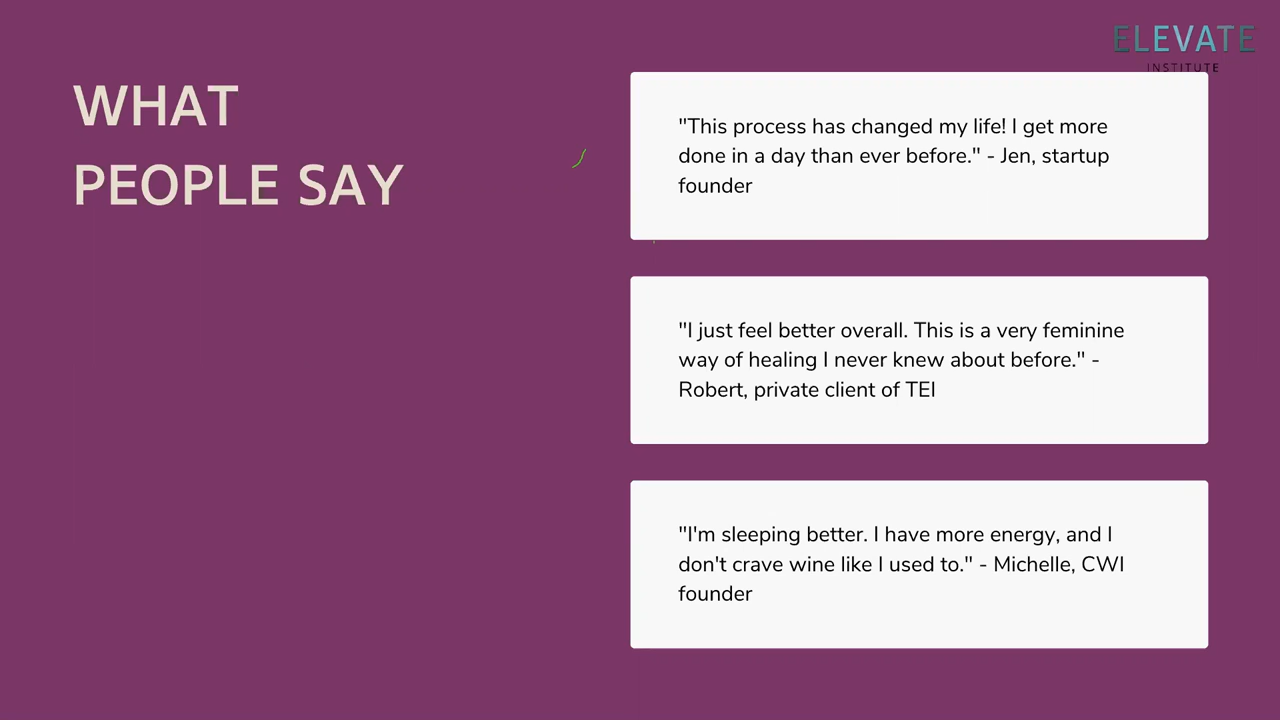 ELEVATE
INSTITUTE
WHAT
PEOPLE SAY
"This process has changed my life! I get more
done in a day than ever before." - Jen, startup
founder
"I just feel better overall. This is a very feminine
way of healing I never knew about before." -
Robert, private client of TEI
"I'm sleeping better. I have more energy, and I
don't crave wine like I used to." - Michelle, CWI
founder